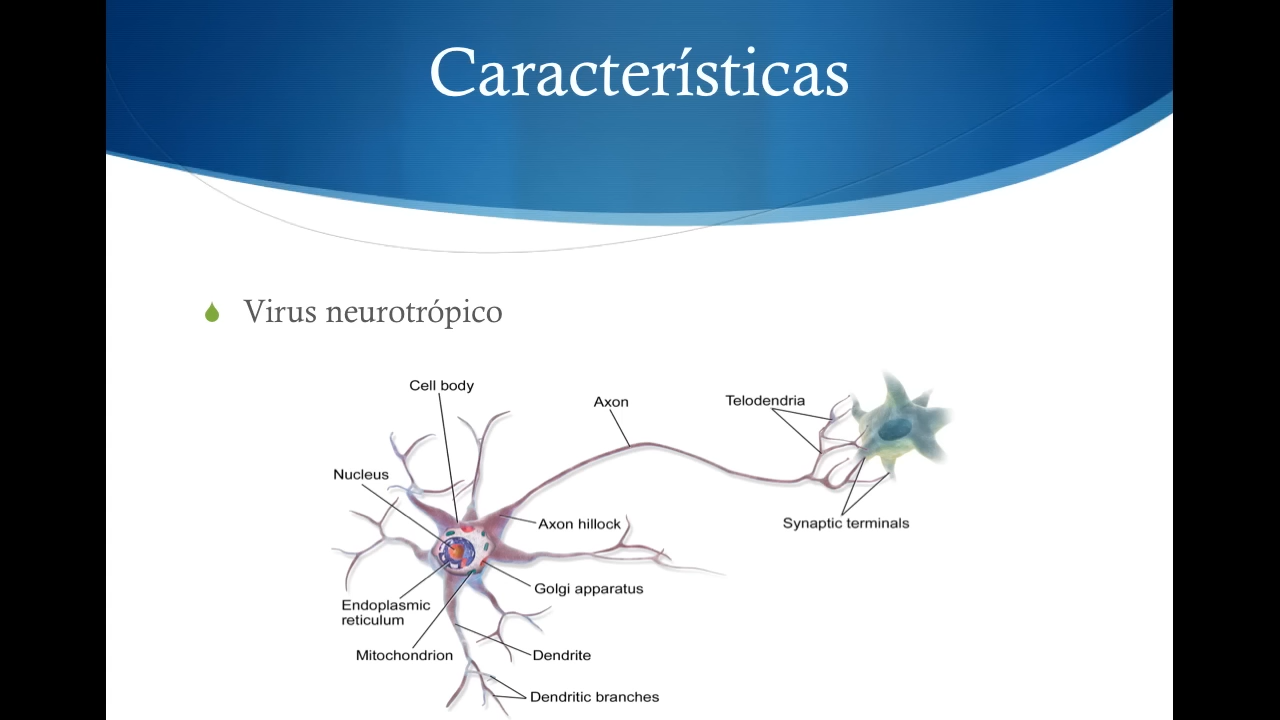 Características
Virus neurotrópico
Cell body
Axon
Telodendria
Nucleus
Axon hillock
Synaptic terminals
Golgi apparatus
Endoplasmic
reticulum
Mitochondrion
Dendrite
Dendritic branches